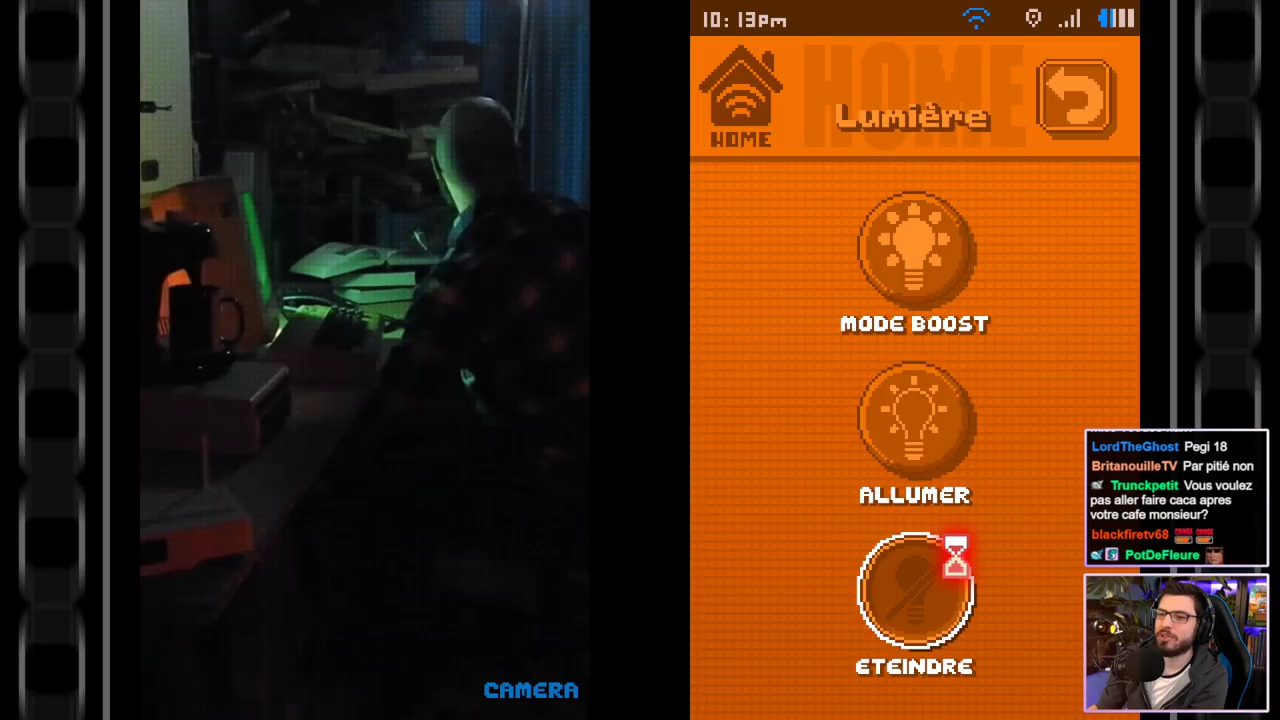 10:13pm
HOME
HOME
Lumière
MODE BOOST
ALLUMER
ETEINDRE
CAMERA
LordTheGhost Pegi 18
BritanouilleTV Par pitié non
Trunckpetit Vous voulez
pas aller faire caca apres
votre cafe monsieur?
blackfiretv68
PotDeFleure